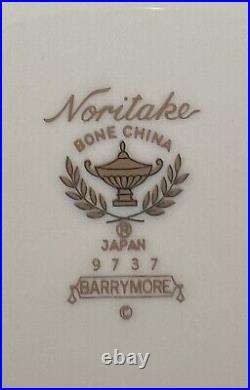 Noritake
BONE CHINA
®
JAPAN
9737
BARRYMORE
©